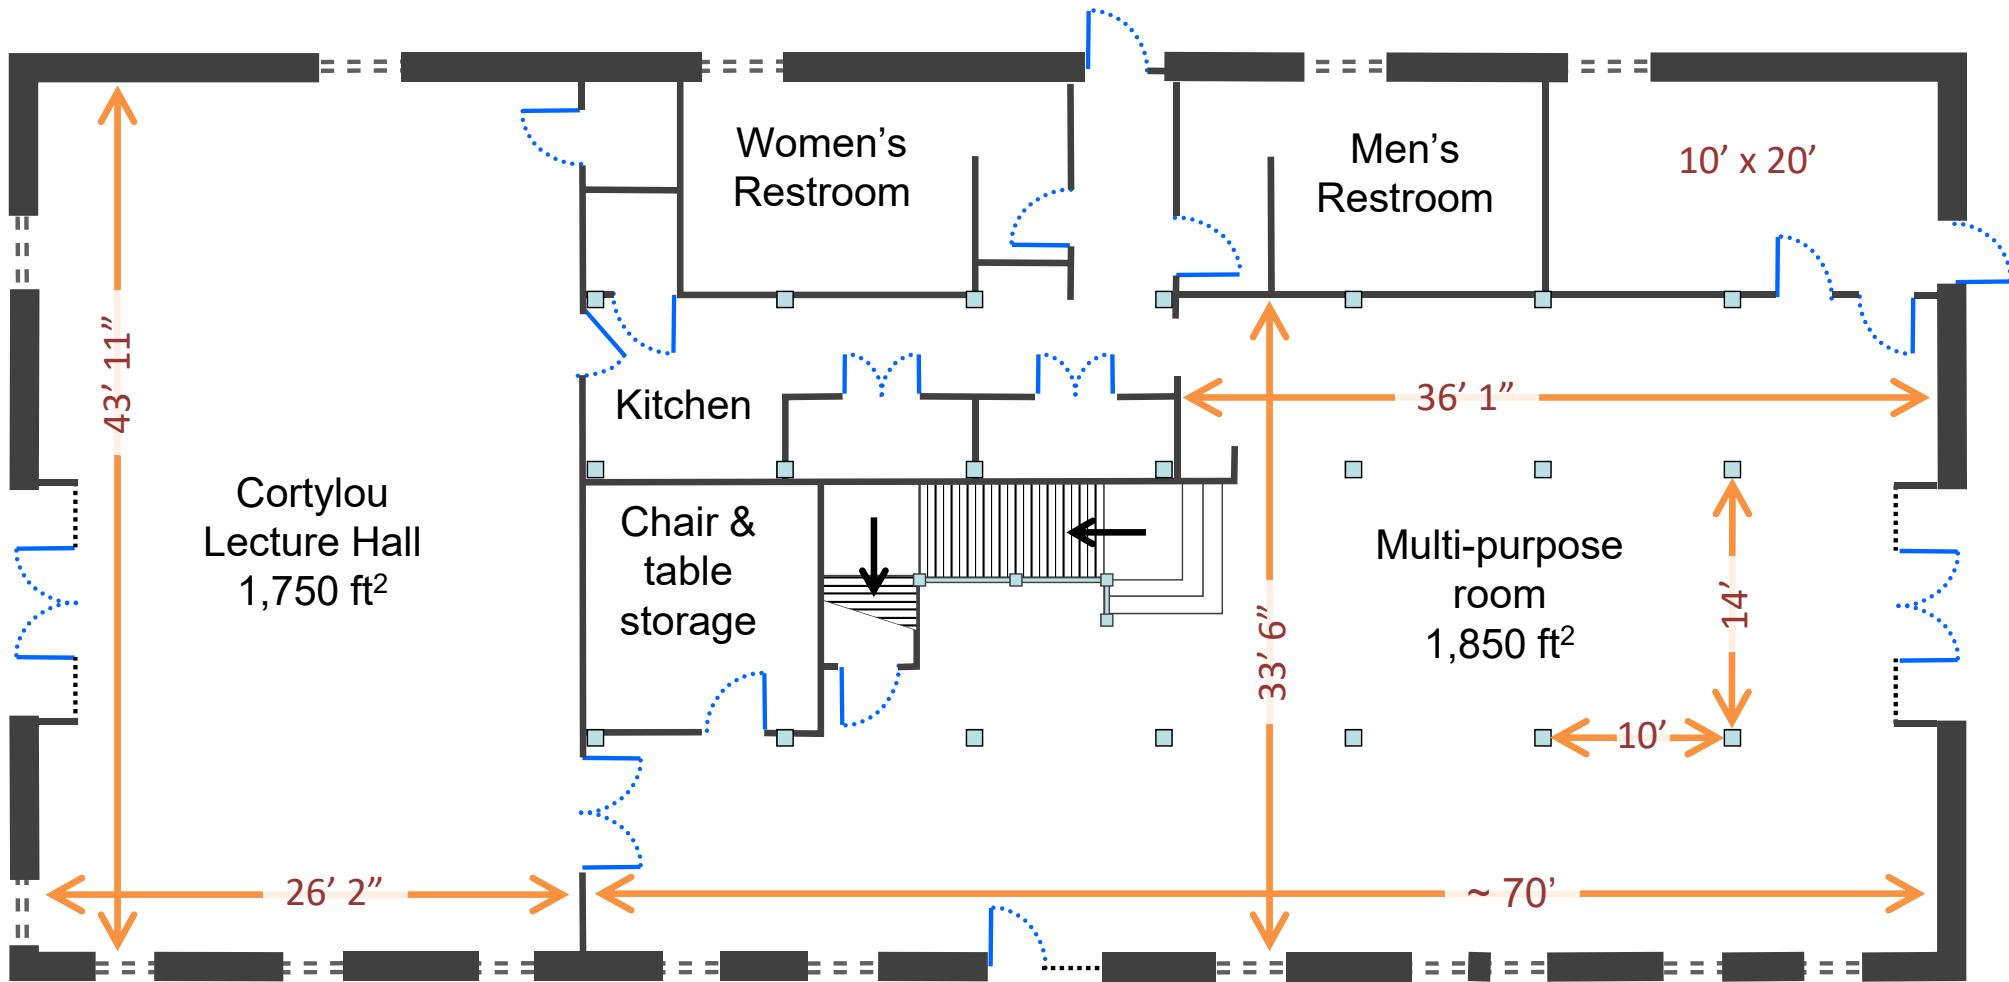 Women’s
Restroom
Men’s
Restroom
10’ x 20’
43’ 11”
Kitchen
36’ 1”
Cortylou
Lecture Hall
1,750 ft²
Chair &
table
storage
Multi-purpose
room
1,850 ft²
14’
33’ 6”
10’
26’ 2”
~ 70’